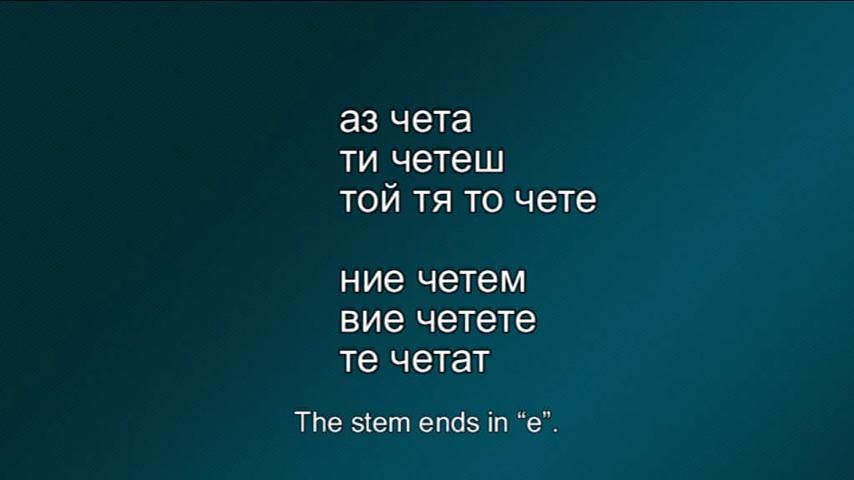 аз чета
ти четеш
той тя то чете
ние четем
вие четете
те четат
The stem ends in “e”.